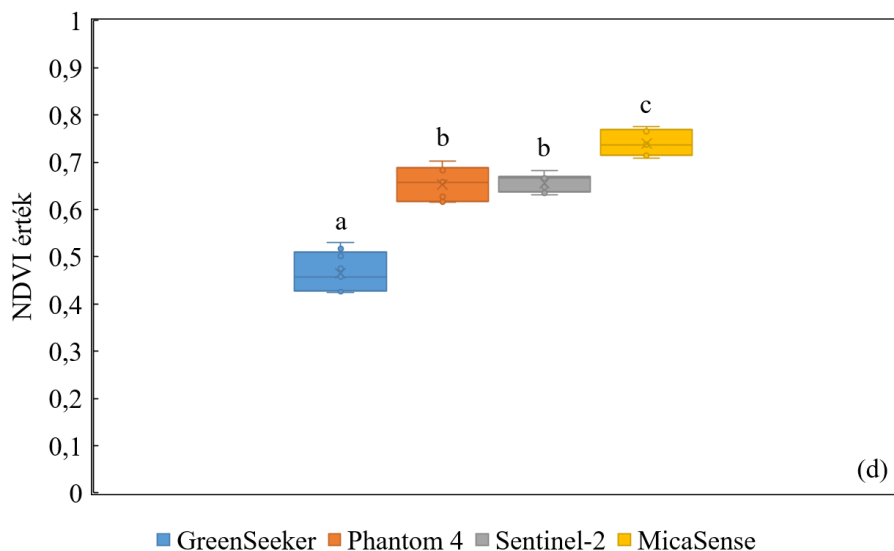 1
0,9
0,8
0,7
0,6
0,5
0,4
0,3
0,2
0,1
0
NDVI érték
a
b
b
c
(d)
GreenSeeker Phantom 4 Sentinel-2 MicaSense